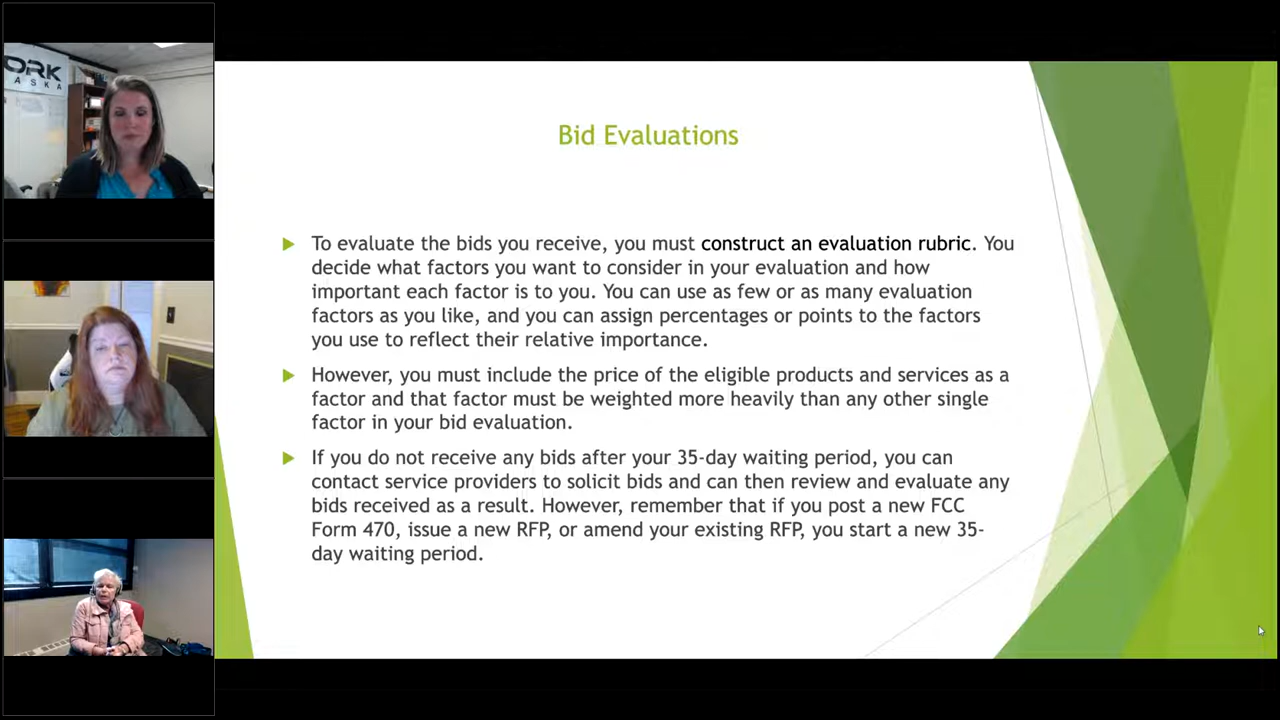 ORK
ASKA
Bid Evaluations
To evaluate the bids you receive, you must construct an evaluation rubric. You
decide what factors you want to consider in your evaluation and how
important each factor is to you. You can use as few or as many evaluation
factors as you like, and you can assign percentages or points to the factors
you use to reflect their relative importance.
However, you must include the price of the eligible products and services as a
factor and that factor must be weighted more heavily than any other single
factor in your bid evaluation.
If you do not receive any bids after your 35-day waiting period, you can
contact service providers to solicit bids and can then review and evaluate any
bids received as a result. However, remember that if you post a new FCC
Form 470, issue a new RFP, or amend your existing RFP, you start a new 35-
day waiting period.